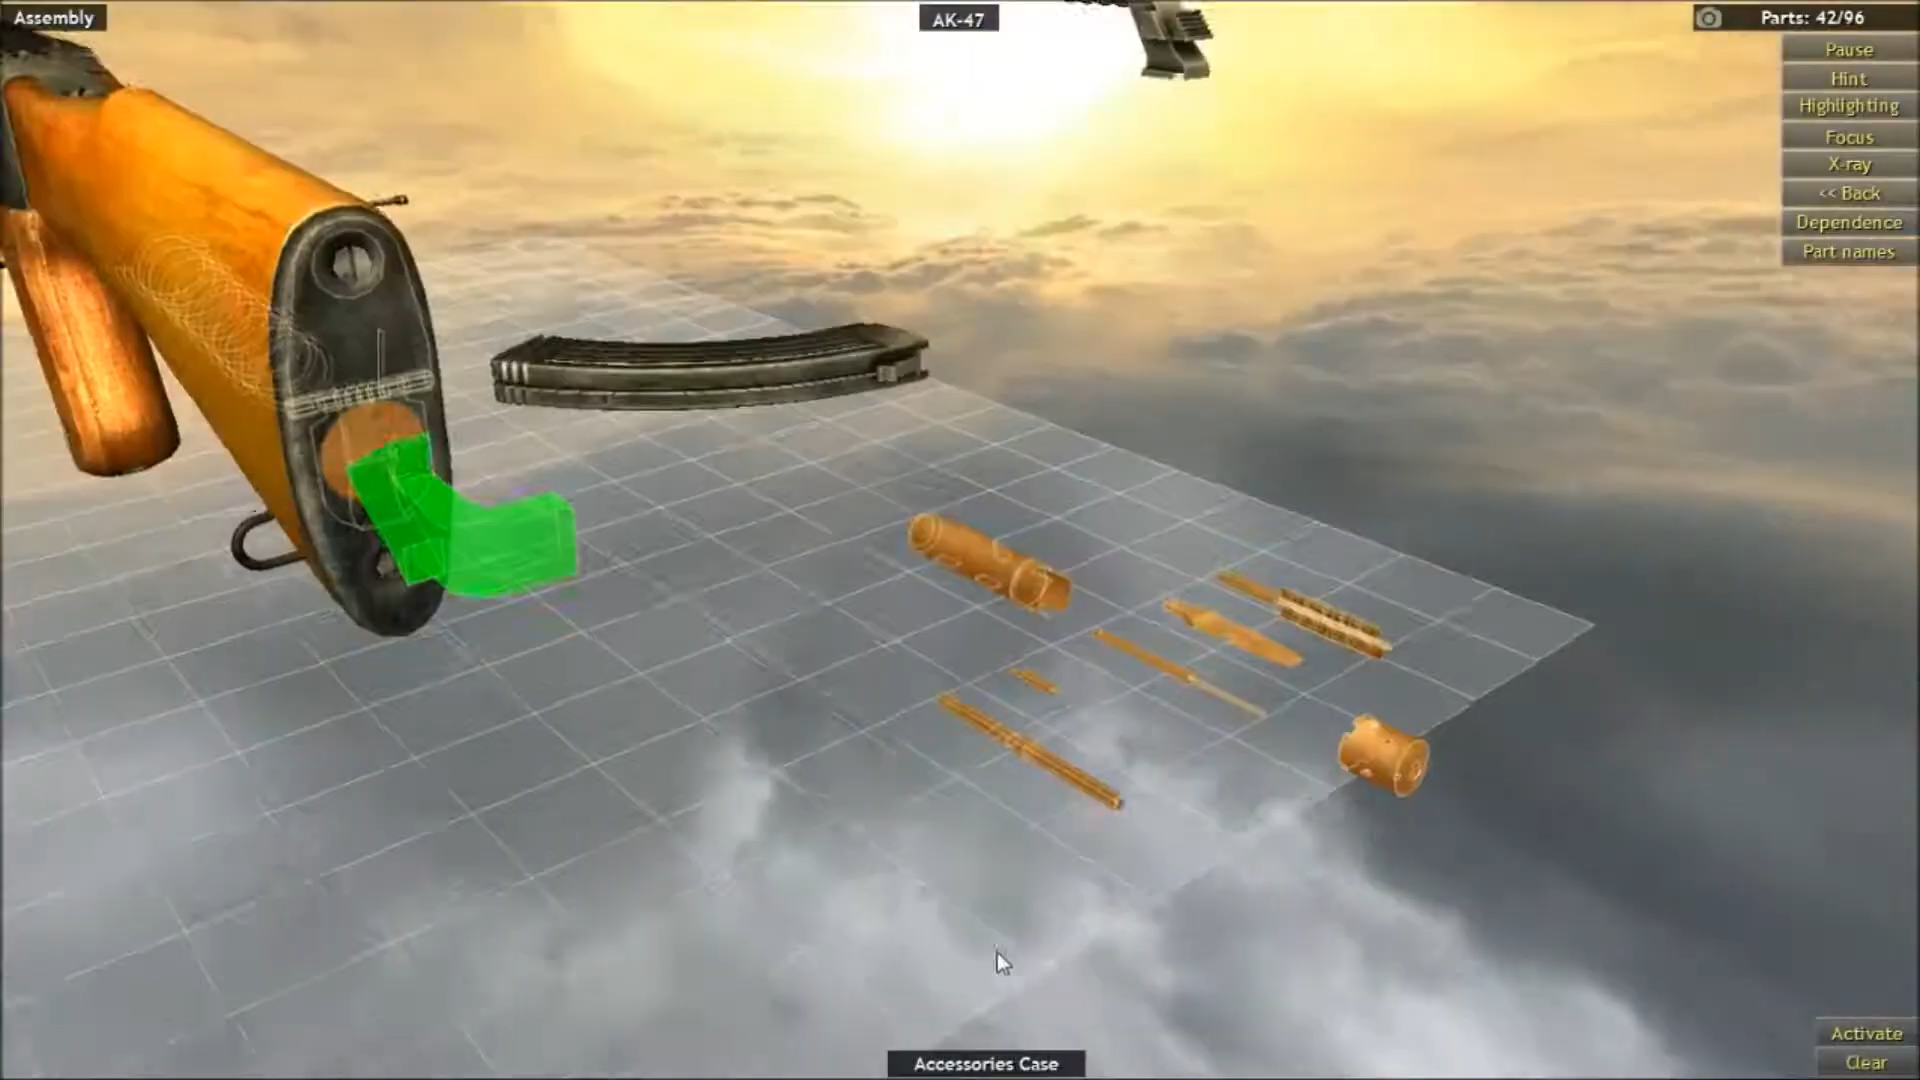 Assembly
AK-47
Parts: 42/96
Pause
Hint
Highlighting
Focus
X-ray
<< Back
Dependence
Part names
Accessories Case
Activate
Clear